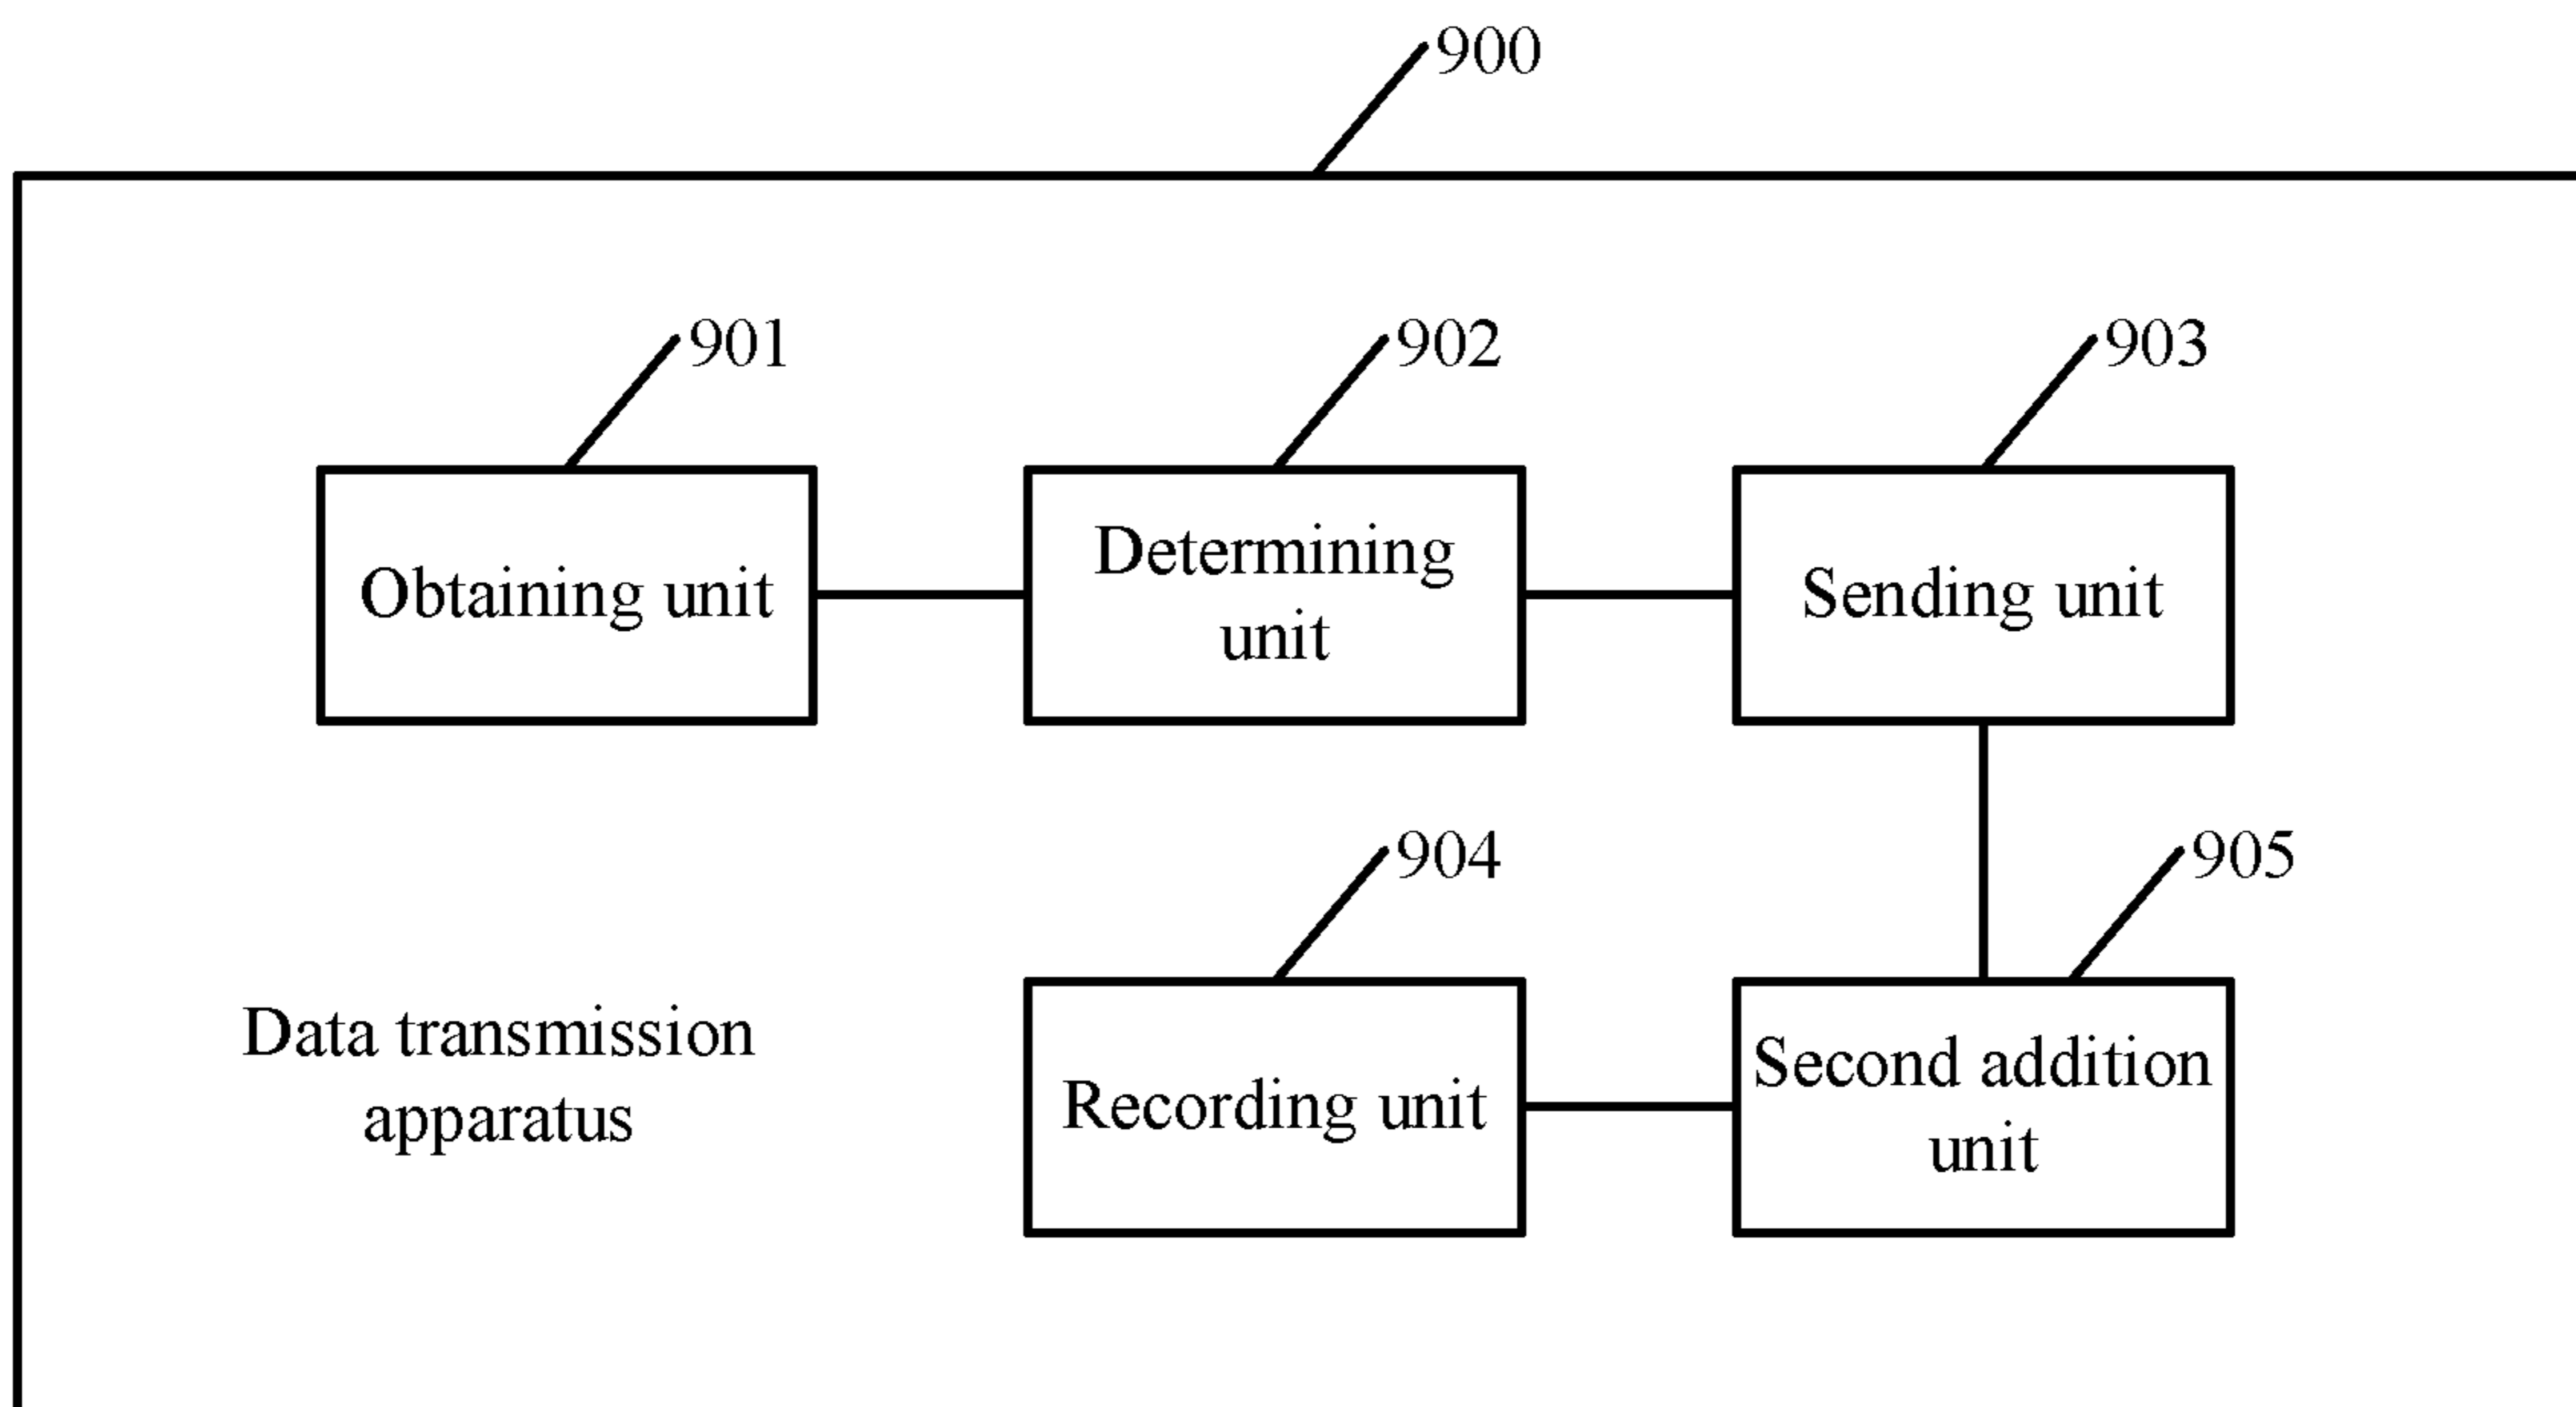 900
901
902
903
Obtaining unit
Determining
unit
Sending unit
904
905
Data transmission
apparatus
Recording unit
Second addition
unit